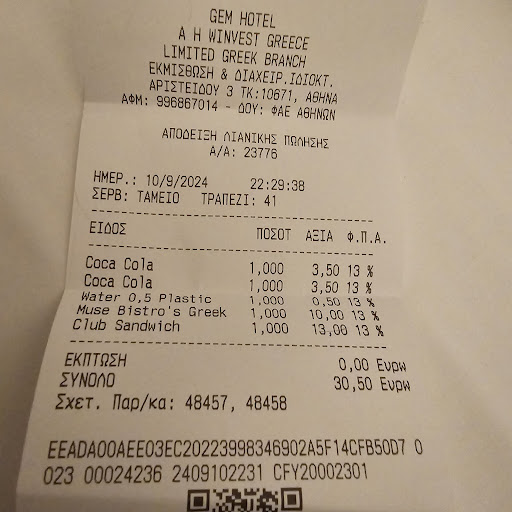 GEM HOTEL
A H WINVEST GREECE
LIMITED GREEK BRANCH
ΕΚΜΙΣΘΩΣΗ & ΔΙΑΧΕΙΡ.ΙΔΙΟΚΤ.
ΑΡΙΣΤΕΙΔΟΥ 3 ΤΚ:10671, ΑΘΗΝΑ
ΑΦΜ: 996867014 - ΔΟΥ: ΦΑΕ ΑΘΗΝΩΝ
ΑΠΟΔΕΙΞΗ ΛΙΑΝΙΚΗΣ ΠΩΛΗΣΗΣ
Α/Α: 23776
ΗΜΕΡ.: 10/9/2024 22:29:38
ΣΕΡΒ: ΤΑΜΕΙΟ ΤΡΑΠΕΖΙ: 41
ΕΙΔΟΣ ΠΟΣΟΤ ΑΞΙΑ Φ.Π.Α.
Coca Cola 1,000 3,50 13 %
Coca Cola 1,000 3,50 13 %
Water 0,5 Plastic 1,000 0,50 13 %
Muse Bistro's Greek 1,000 10,00 13 %
Club Sandwich 1,000 13,00 13 %
ΕΚΠΤΩΣΗ 0,00 Ευρω
ΣΥΝΟΛΟ 30,50 Ευρω
Σχετ. Παρ/κα: 48457, 48458
EEADA00AEE03EC20223998346902A5F14CFB50D7 0
023 00024236 2409102231 CFY20002301